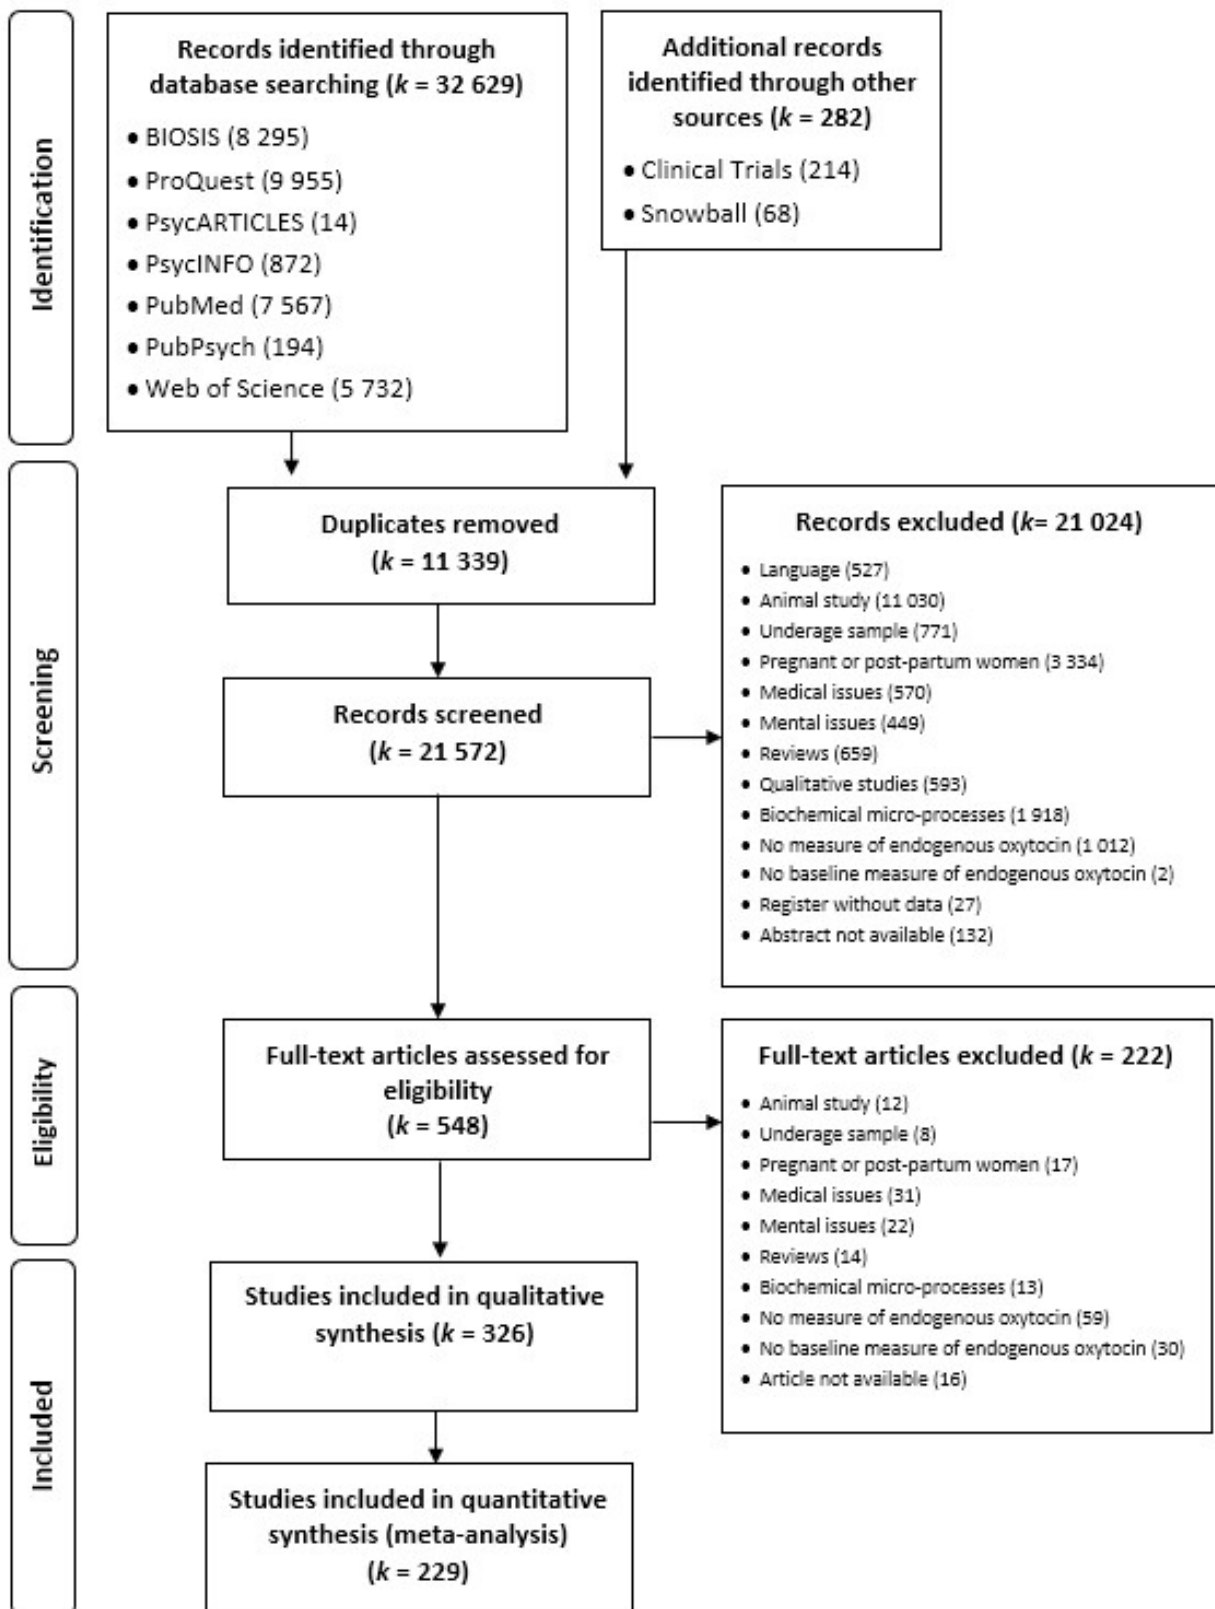 Identification
Records identified through
database searching (k = 32 629)
• BIOSIS (8 295)
• ProQuest (9 955)
• PsycARTICLES (14)
• PsycINFO (872)
• PubMed (7 567)
• PubPsych (194)
• Web of Science (5 732)
Additional records
identified through other
sources (k = 282)
• Clinical Trials (214)
• Snowball (68)
Screening
Duplicates removed
(k = 11 339)
Records screened
(k = 21 572)
Records excluded (k= 21 024)
• Language (527)
• Animal study (11 030)
• Underage sample (771)
• Pregnant or post-partum women (3 334)
• Medical issues (570)
• Mental issues (449)
• Reviews (659)
• Qualitative studies (593)
• Biochemical micro-processes (1 918)
• No measure of endogenous oxytocin (1 012)
• No baseline measure of endogenous oxytocin (2)
• Register without data (27)
• Abstract not available (132)
Eligibility
Full-text articles assessed for
eligibility
(k = 548)
Full-text articles excluded (k = 222)
• Animal study (12)
• Underage sample (8)
• Pregnant or post-partum women (17)
• Medical issues (31)
• Mental issues (22)
• Reviews (14)
• Biochemical micro-processes (13)
• No measure of endogenous oxytocin (59)
• No baseline measure of endogenous oxytocin (30)
• Article not available (16)
Included
Studies included in qualitative
synthesis (k = 326)
Studies included in quantitative
synthesis (meta-analysis)
(k = 229)